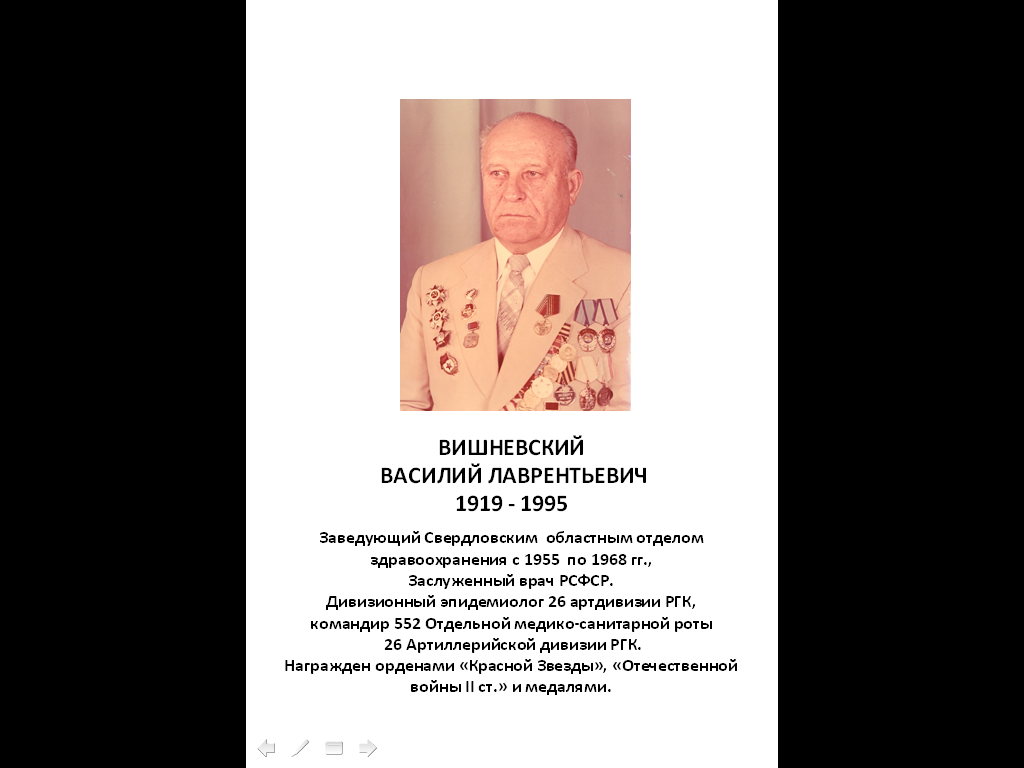 ВИШНЕВСКИЙ
ВАСИЛИЙ ЛАВРЕНТЬЕВИЧ
1919 - 1995
Заведующий Свердловским областным отделом
здравоохранения с 1955 по 1968 гг.,
Заслуженный врач РСФСР.
Дивизионный эпидемиолог 26 артдивизии РГК,
командир 552 Отдельной медико-санитарной роты
26 Артиллерийской дивизии РГК.
Награжден орденами «Красной Звезды», «Отечественной
войны II ст.» и медалями.